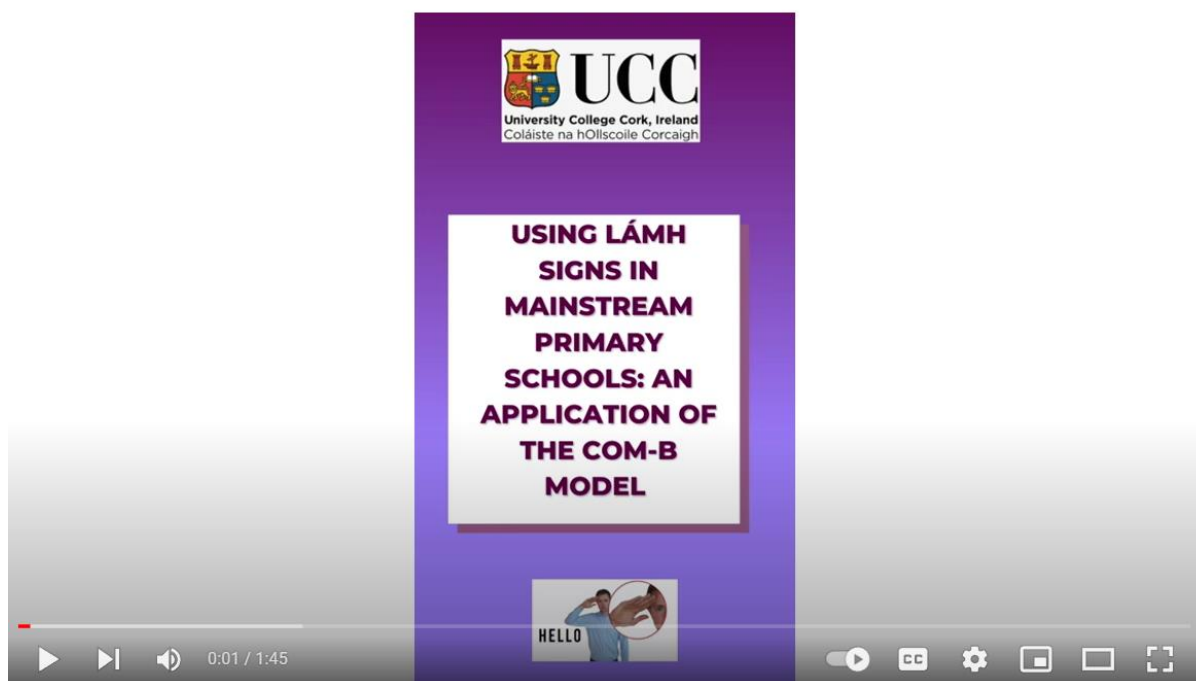 UCC
University College Cork, Ireland
Coláiste na hOllscoile Corcaigh
USING LÁMH
SIGNS IN
MAINSTREAM
PRIMARY
SCHOOLS: AN
APPLICATION OF
THE COM-B
MODEL
HELLO
0:01 / 1:45
CC